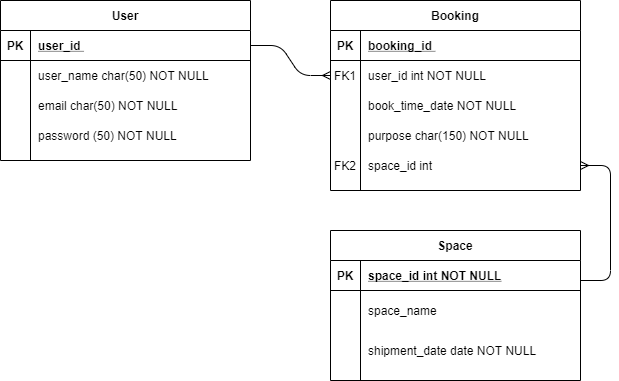 User
PK user_id
user_name char(50) NOT NULL
email char(50) NOT NULL
password (50) NOT NULL
Booking
PK booking_id
FK1 user_id int NOT NULL
book_time_date NOT NULL
purpose char(150) NOT NULL
FK2 space_id int
Space
PK space_id int NOT NULL
space_name
shipment_date date NOT NULL